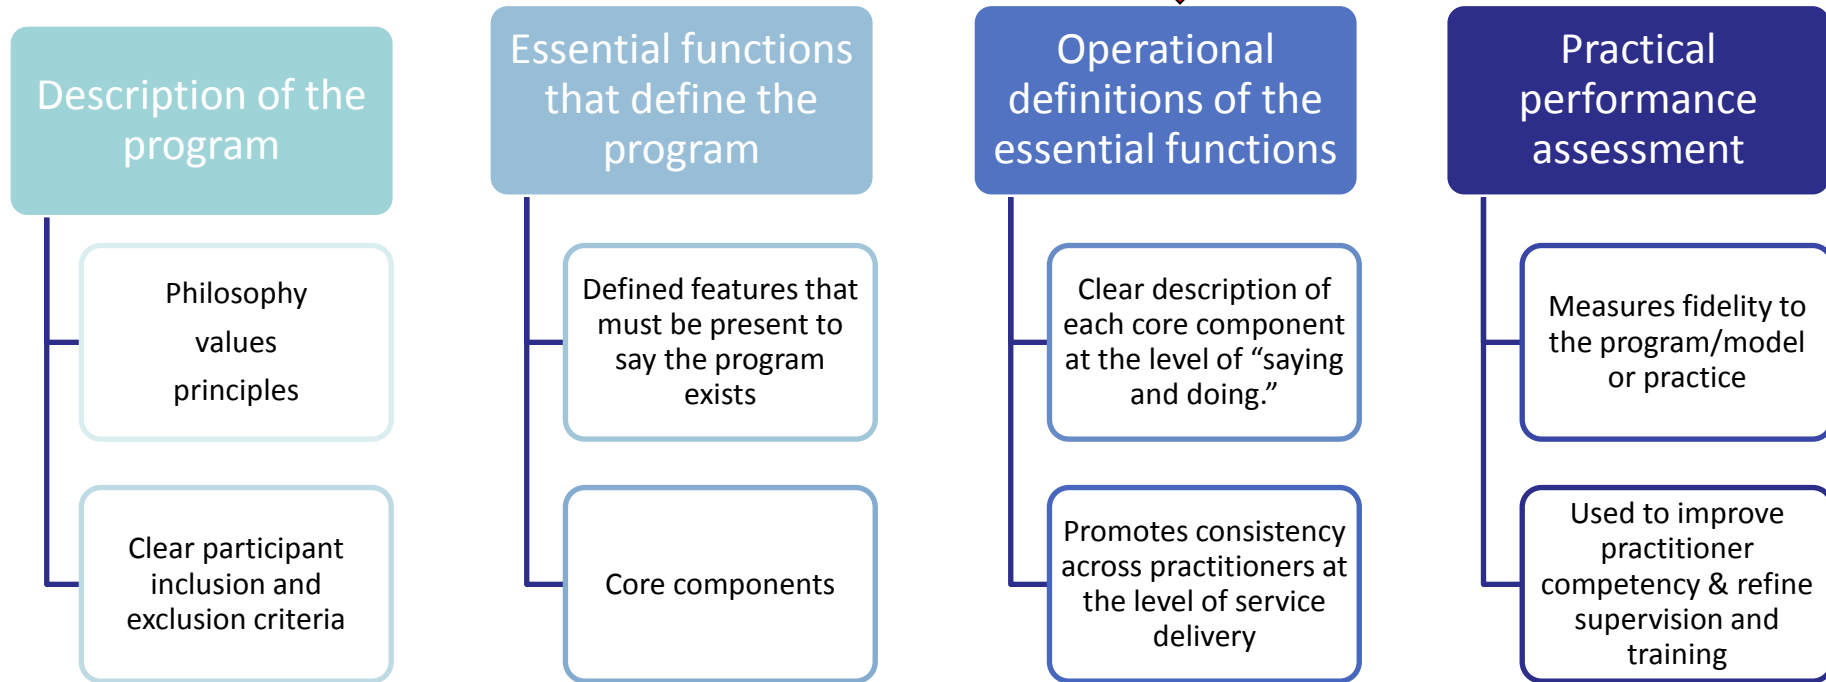 Description of the
program
Philosophy
values
principles
Clear participant
inclusion and
exclusion criteria
Essential functions
that define the
program
Defined features that
must be present to
say the program
exists
Core components
Operational
definitions of the
essential functions
Clear description of
each core component
at the level of “saying
and doing.”
Promotes consistency
across practitioners at
the level of service
delivery
Practical
performance
assessment
Measures fidelity to
the program/model
or practice
Used to improve
practitioner
competency & refine
supervision and
training